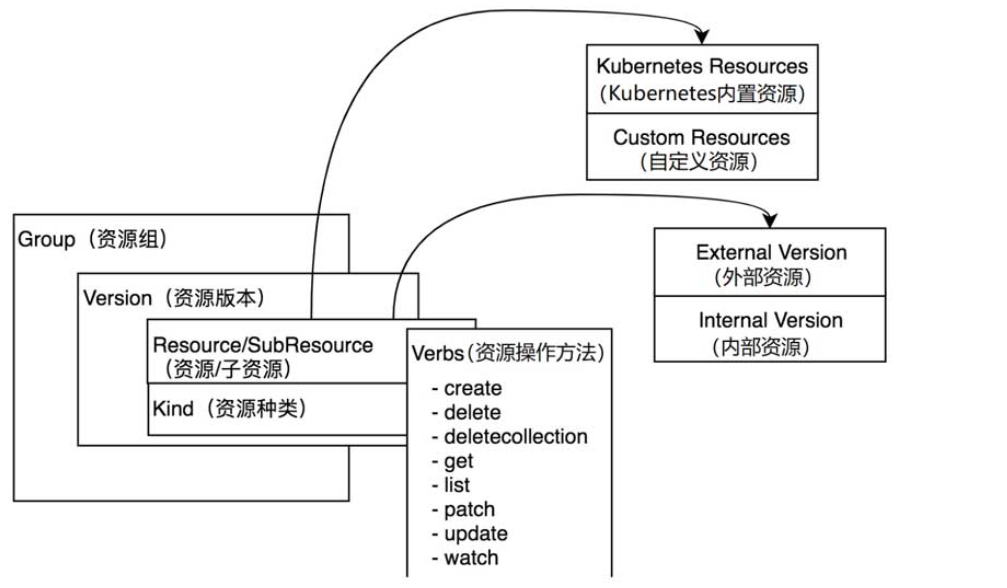 Kubernetes Resources
（Kubernetes内置资源）
Custom Resources
（自定义资源）
Group（资源组）
External Version
（外部资源）
Internal Version
（内部资源）
Version（资源版本）
Resource/SubResource
（资源/子资源）
Kind（资源种类）
Verbs（资源操作方法）
- create
- delete
- deletecollection
- get
- list
- patch
- update
- watch